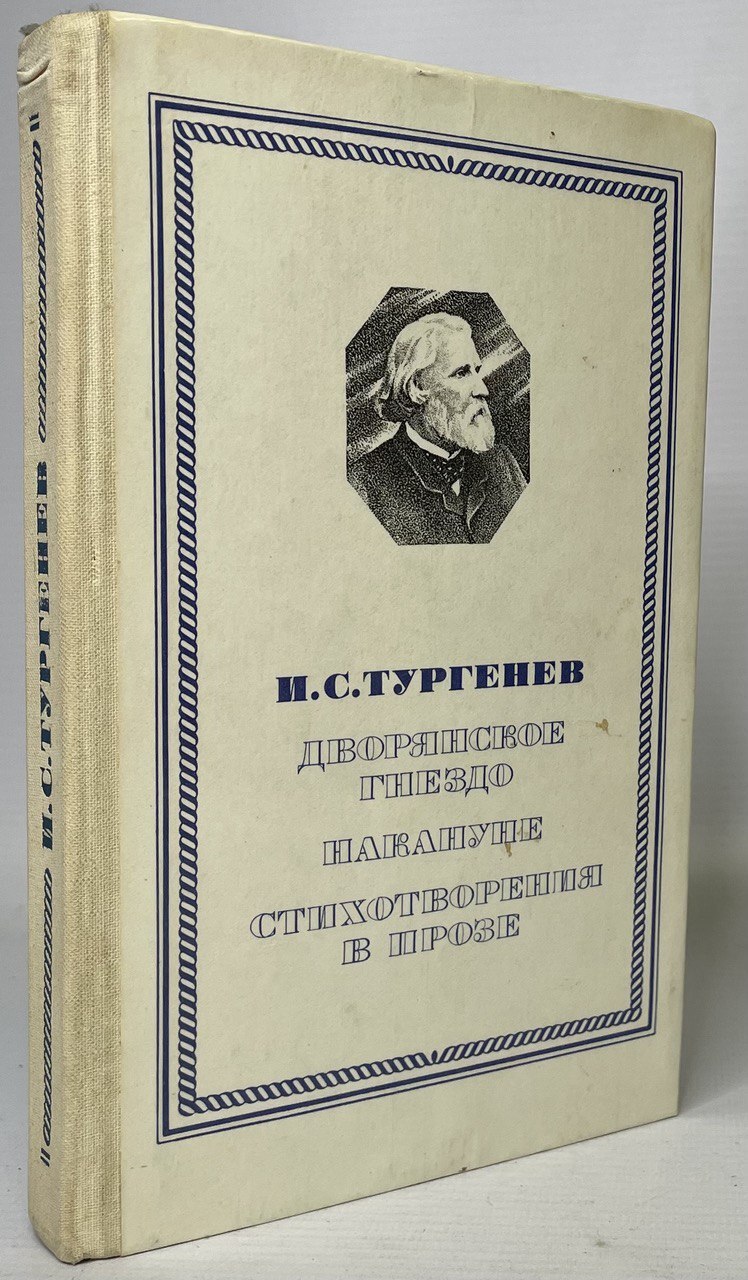 И.С.ТУРГЕНЕВ
И.С.ТУРГЕНЕВ
ДВОРЯНСКОЕ
ГНЕЗДО
НАКАНУНЕ
СТИХОТВОРЕНИЯ
В ПРОЗЕ